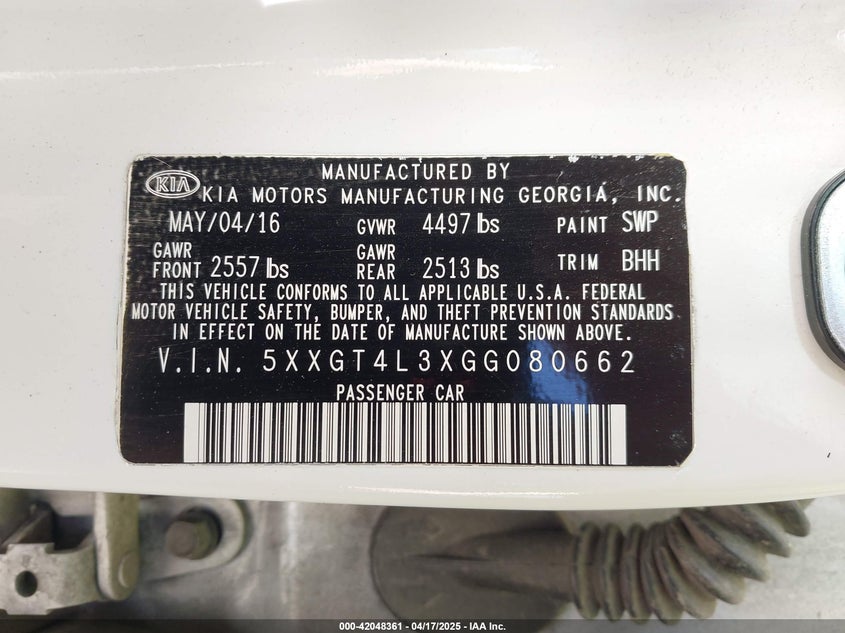 MANUFACTURED BY
KIA KIA MOTORS MANUFACTURING GEORGIA, INC.
MAY/04/16 GVWR 4497 lbs PAINT SWP
GAWR FRONT 2557 lbs GAWR REAR 2513 lbs TRIM BHH
THIS VEHICLE CONFORMS TO ALL APPLICABLE U.S.A. FEDERAL
MOTOR VEHICLE SAFETY, BUMPER, AND THEFT PREVENTION STANDARDS
IN EFFECT ON THE DATE OF MANUFACTURE SHOWN ABOVE.
V.I.N. 5XXGT4L3XGG080662
PASSENGER CAR
000-42048361 - 04/17/2025 - IAA Inc.